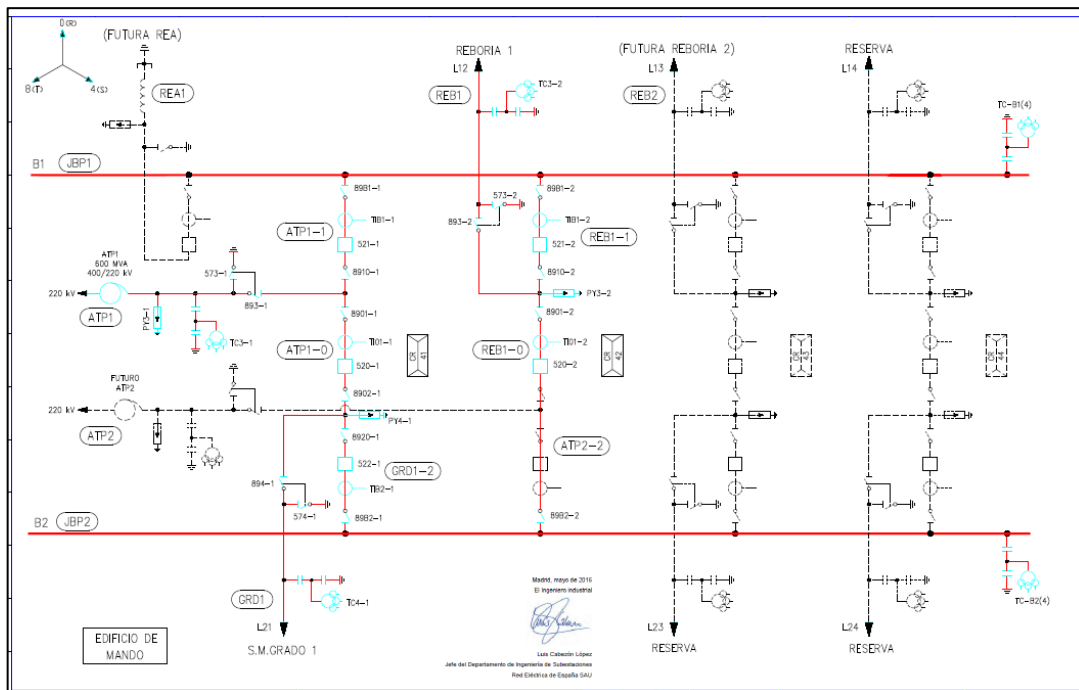 0(R)
8(T)
4(S)
(FUTURA REA)
REA1
REBORIA 1
L12
REB1
TC3-2
(FUTURA REBORIA 2)
L13
REB2
RESERVA
L14
TC-B1(4)
B1
JBP1
89B1-1
TIB1-1
ATP1-1
521-1
8910-1
573-2
893-2
89B1-2
TIB1-2
REB1-1
521-2
8910-2
ATP1
600 MVA
400/220 kV
573-1
220 kV
893-1
ATP1
PY3-1
TC3-1
PY3-2
8901-1
TI01-1
ATP1-0
520-1
8902-1
CR
41
8901-2
TI01-2
REB1-0
520-2
CR
42
CR
43
CR
44
FUTURO
ATP2
220 kV
ATP2
PY4-1
8920-1
522-1
GRD1-2
TIB2-1
894-1
574-1
89B2-1
ATP2-2
89B2-2
B2
JBP2
TC-B2(4)
GRD1
TC4-1
L21
S.M.GRADO 1
EDIFICIO DE
MANDO
Madrid, mayo de 2016
El Ingeniero industrial
Luis Cabezón López
Jefe del Departamento de Ingeniería de Subestaciones
Red Eléctrica de España SAU
L23
RESERVA
L24
RESERVA